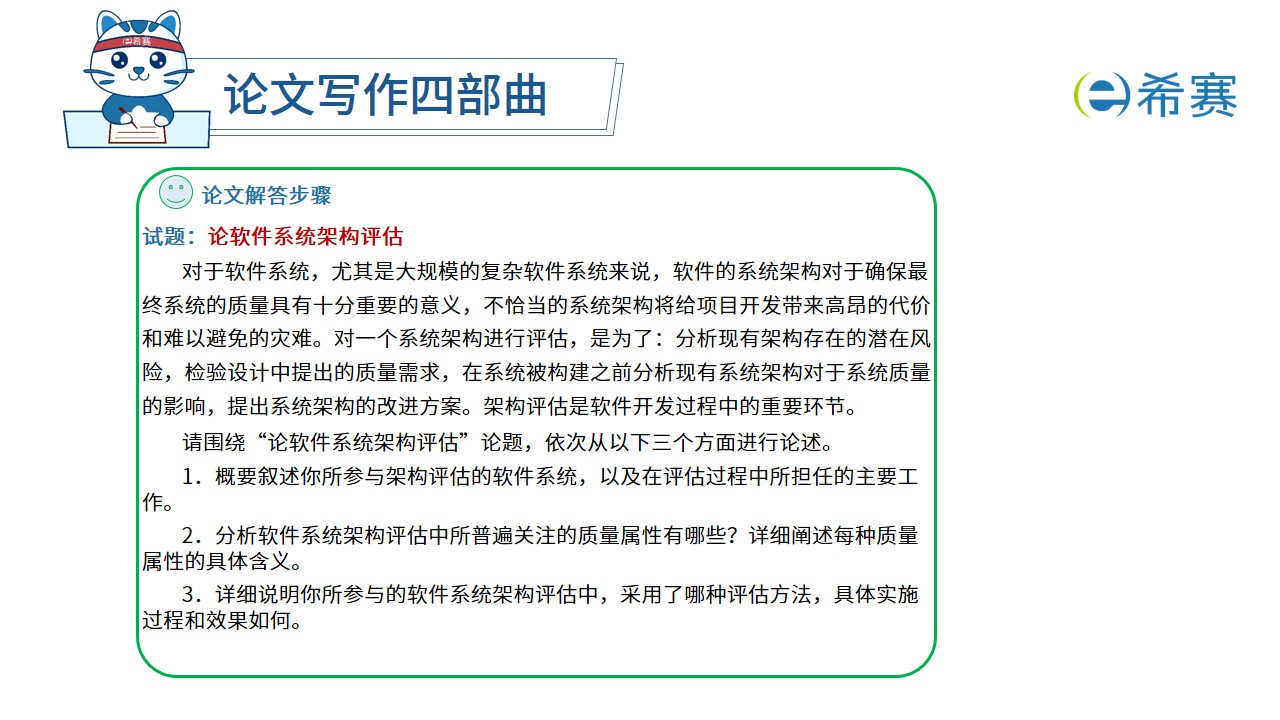 希赛
论文写作四部曲
希赛
论文解答步骤
试题：论软件系统架构评估
对于软件系统，尤其是大规模的复杂软件系统来说，软件的系统架构对于确保最
终系统的质量具有十分重要的意义，不恰当的系统架构将给项目开发带来高昂的代价
和难以避免的灾难。对一个系统架构进行评估，是为了：分析现有架构存在的潜在风
险，检验设计中提出的质量需求，在系统被构建之前分析现有系统架构对于系统质量
的影响，提出系统架构的改进方案。架构评估是软件开发过程中的重要环节。
请围绕“论软件系统架构评估”论题，依次从以下三个方面进行论述。
1．概要叙述你所参与架构评估的软件系统，以及在评估过程中所担任的主要工
作。
2．分析软件系统架构评估中所普遍关注的质量属性有哪些？详细阐述每种质量
属性的具体含义。
3．详细说明你所参与的软件系统架构评估中，采用了哪种评估方法，具体实施
过程和效果如何。